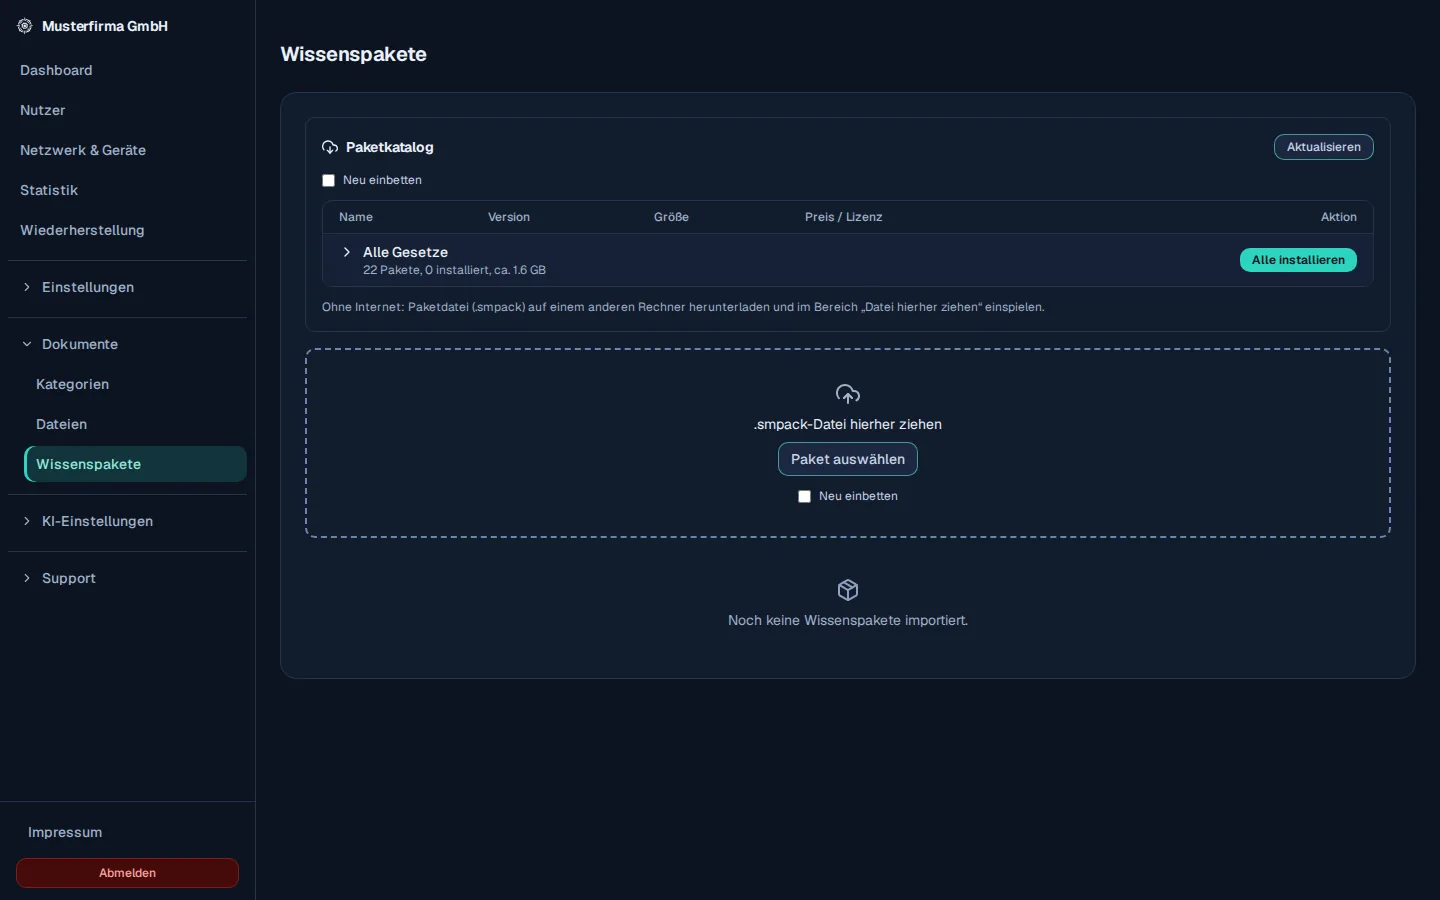 Musterfirma GmbH
Dashboard
Nutzer
Netzwerk & Geräte
Statistik
Wiederherstellung
Einstellungen
Dokumente
Kategorien
Dateien
Wissenspakete
KI-Einstellungen
Support
Impressum
Abmelden
Wissenspakete
Paketkatalog
Aktualisieren
Neu einbetten
Name Version Größe Preis / Lizenz Aktion
Alle Gesetze
22 Pakete, 0 installiert, ca. 1.6 GB
Alle installieren
Ohne Internet: Paketdatei (.smpack) auf einem anderen Rechner herunterladen und im Bereich „Datei hierher ziehen“ einspielen.
.smpack-Datei hierher ziehen
Paket auswählen
Neu einbetten
Noch keine Wissenspakete importiert.